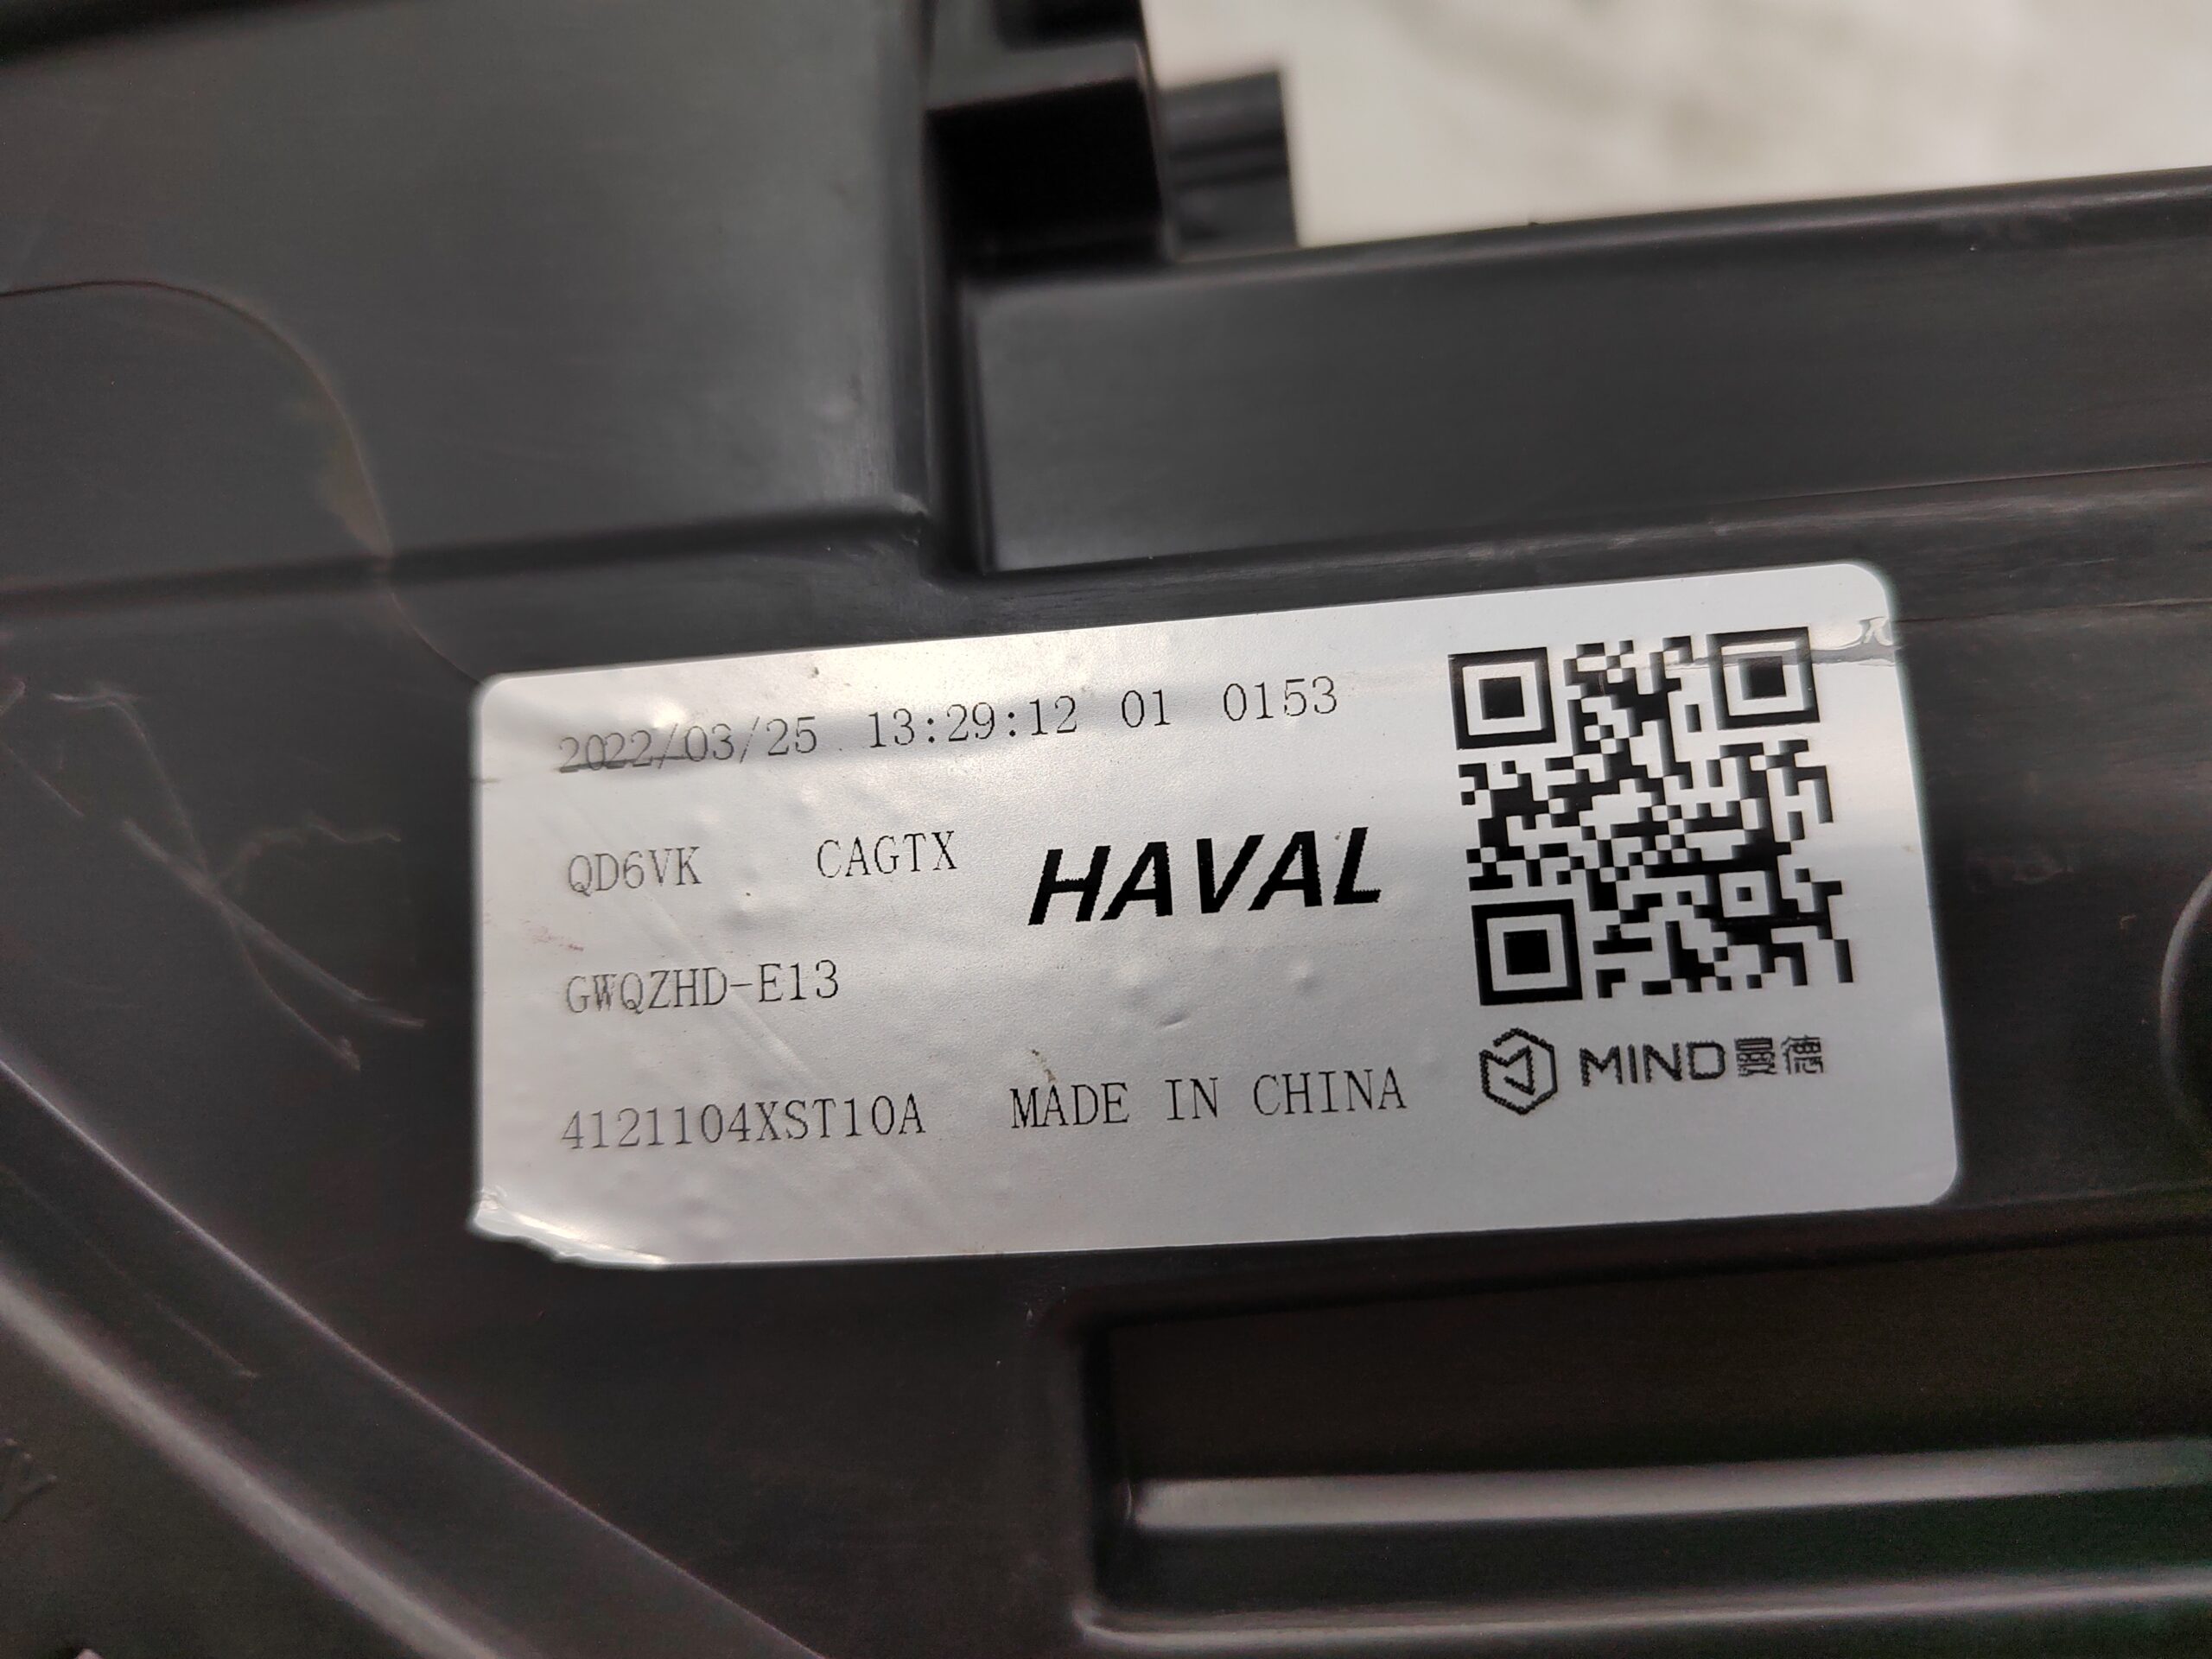 2022/03/25 13:29:12 01 0153
QD6VK CAGTX
HAVAL
GWQZHD-E13
4121104XST10A MADE IN CHINA
MIND曼德